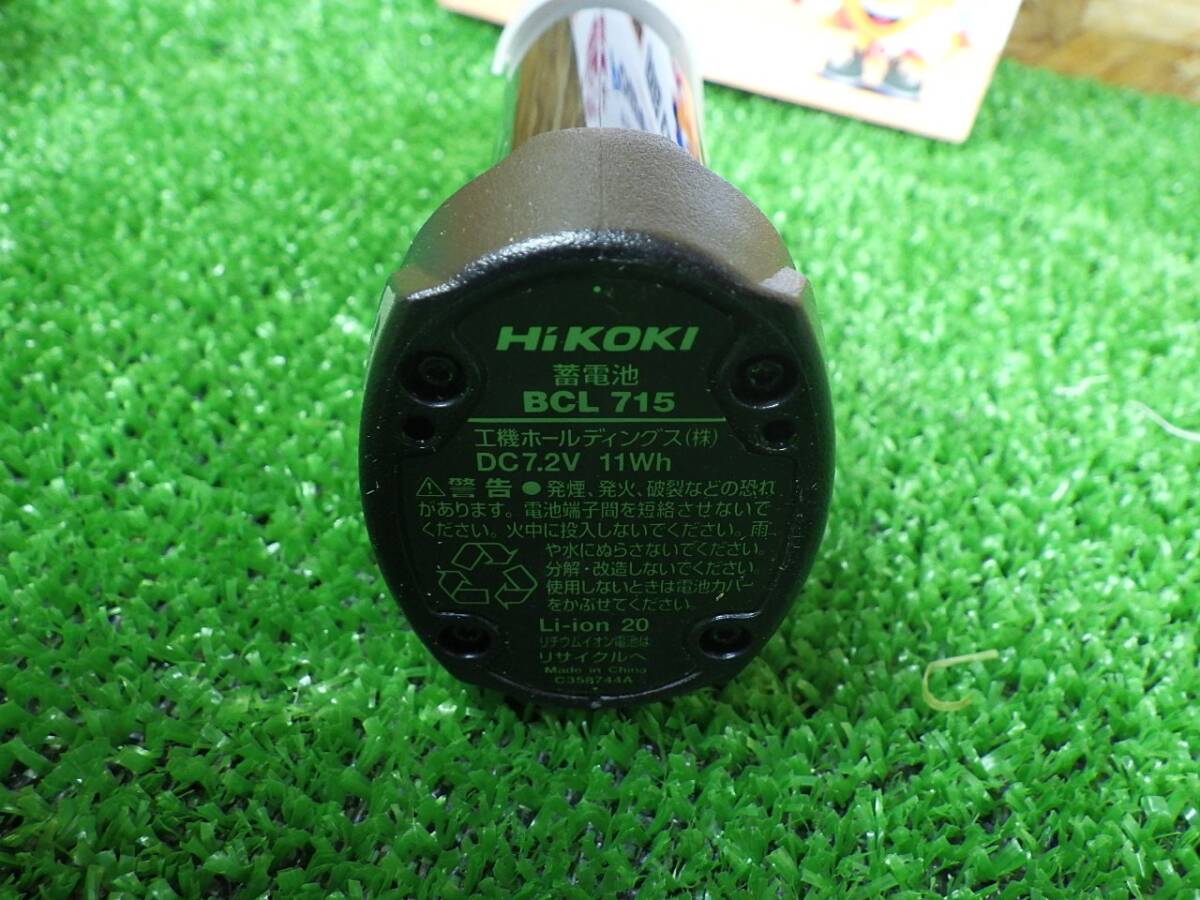 HiKOKI
蓄電池
BCL 715
工機ホールディングス(株)
DC7.2V 11Wh
⚠警告 ●発煙、発火、破裂などの恐れ
があります。電池端子間を短絡させないで
ください。火中に投入しないでください。雨
や水にぬらさないでください。
分解・改造しないでください。
使用しないときは電池カバー
をかぶせてください。
Li-ion 20
リチウムイオン電池は
リサイクルへ
Made in China
C358744A